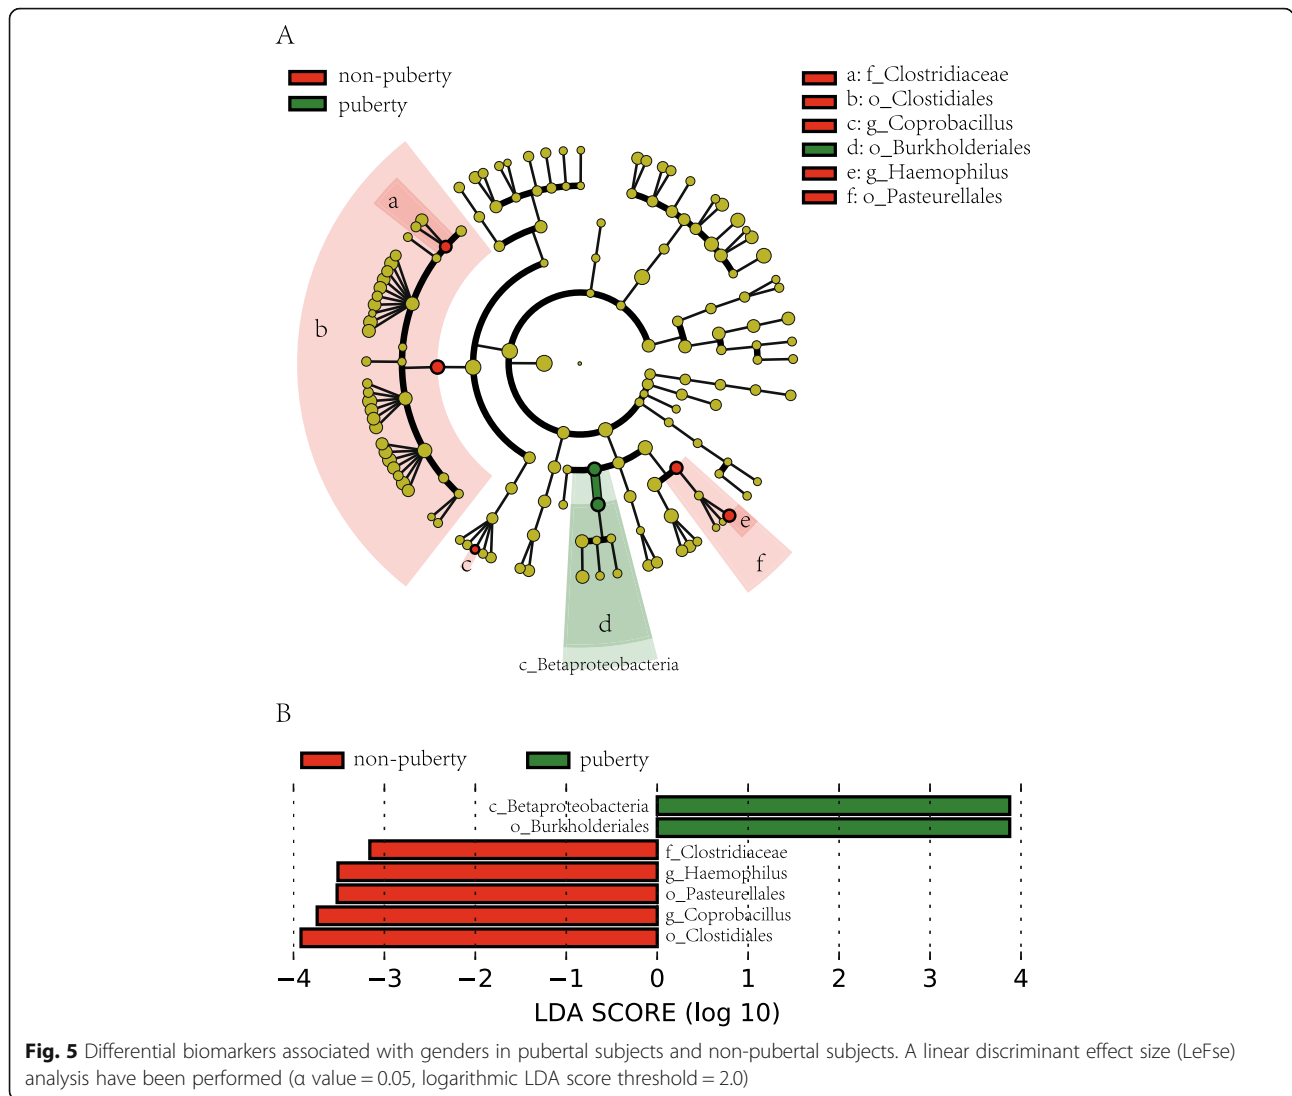 A
non-puberty
puberty
a: f_Clostridiaceae
b: o_Clostidiales
c: g_Coprobacillus
d: o_Burkholderiales
e: g_Haemophilus
f: o_Pasteurellales
a
b
c
d
e
f
c_Betaproteobacteria
B
non-puberty
puberty
c_Betaproteobacteria
o_Burkholderiales
f_Clostridiaceae
g_Haemophilus
o_Pasteurellales
g_Coprobacillus
o_Clostidiales
−4 −3 −2 −1 0 1 2 3 4
LDA SCORE (log 10)
Fig. 5 Differential biomarkers associated with genders in pubertal subjects and non-pubertal subjects. A linear discriminant effect size (LeFse)
analysis have been performed (α value = 0.05, logarithmic LDA score threshold = 2.0)